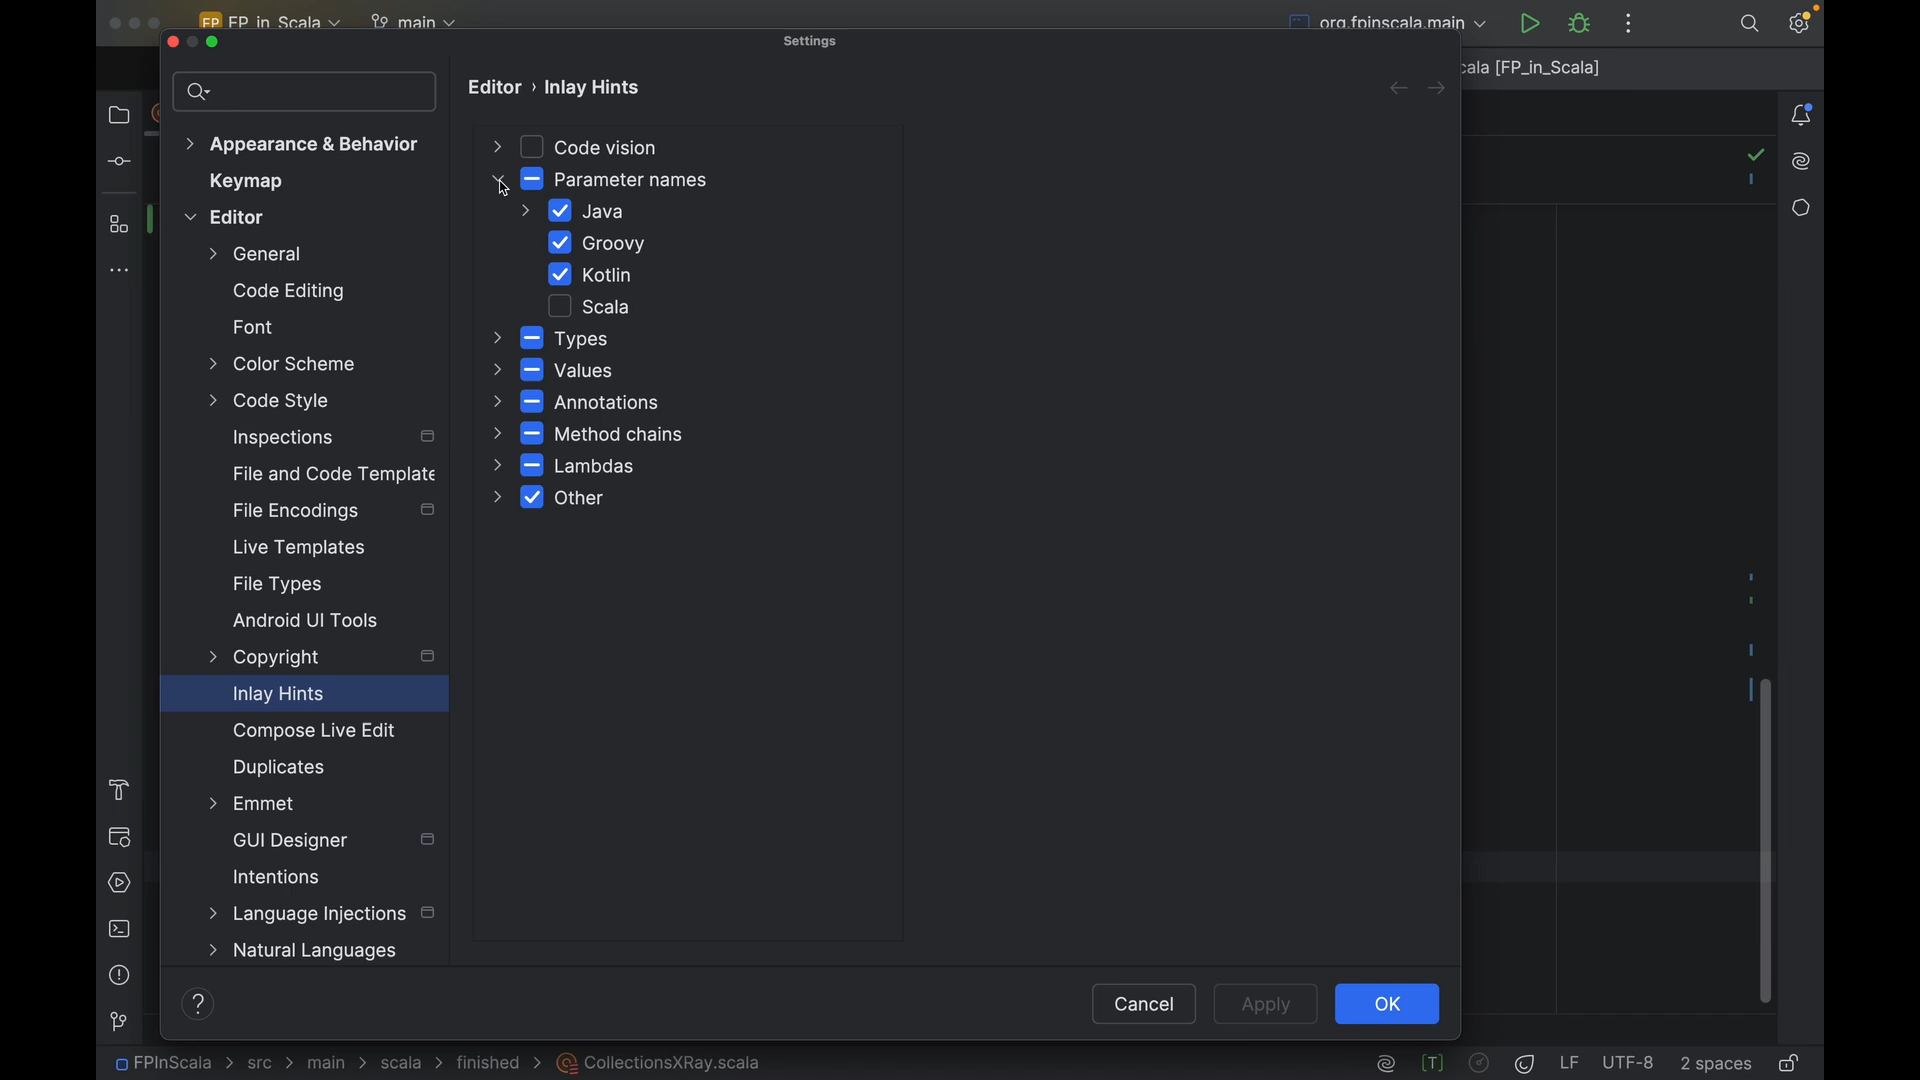 FP FP_in_Scala main
org.fpinscala.main
Settings
cala [FP_in_Scala]
Editor › Inlay Hints
Appearance & Behavior
Keymap
Editor
General
Code Editing
Font
Color Scheme
Code Style
Inspections
File and Code Template
File Encodings
Live Templates
File Types
Android UI Tools
Copyright
Inlay Hints
Compose Live Edit
Duplicates
Emmet
GUI Designer
Intentions
Language Injections
Natural Languages
Code vision
Parameter names
Java
Groovy
Kotlin
Scala
Types
Values
Annotations
Method chains
Lambdas
Other
?
Cancel Apply OK
FPInScala > src > main > scala > finished > CollectionsXRay.scala
[T] LF UTF-8 2 spaces